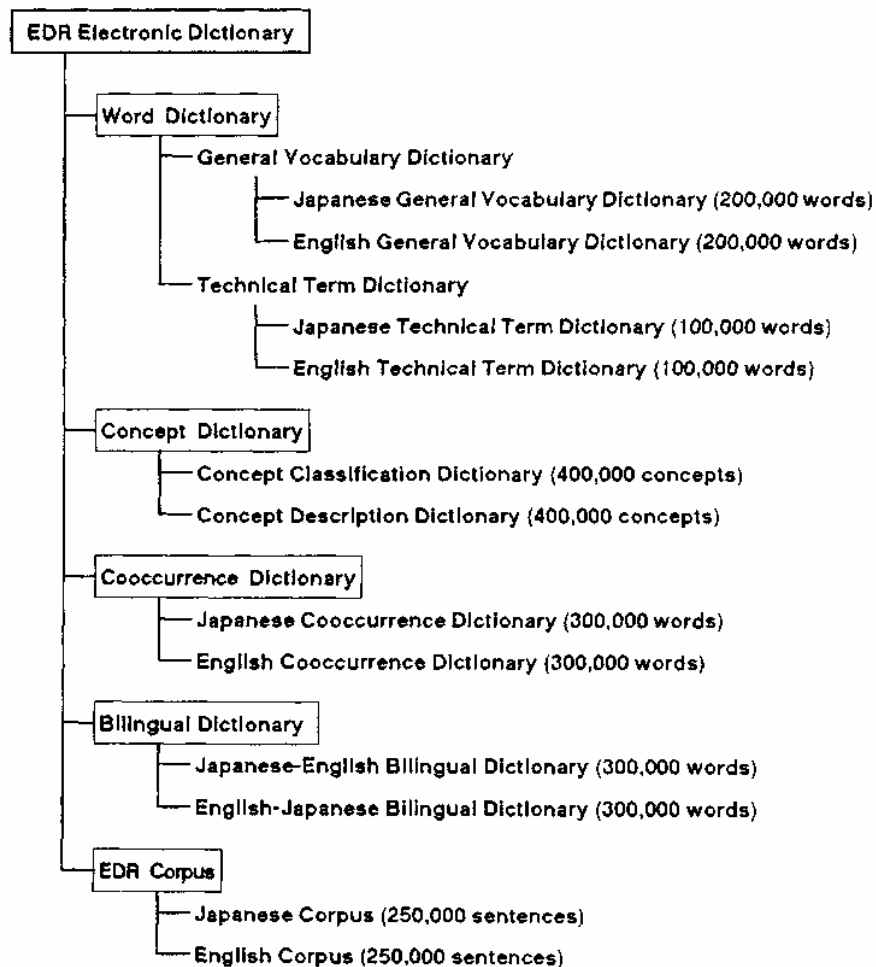 EDR Electronic Dictionary
Word Dictionary
General Vocabulary Dictionary
Japanese General Vocabulary Dictionary (200,000 words)
English General Vocabulary Dictionary (200,000 words)
Technical Term Dictionary
Japanese Technical Term Dictionary (100,000 words)
English Technical Term Dictionary (100,000 words)
Concept Dictionary
Concept Classification Dictionary (400,000 concepts)
Concept Description Dictionary (400,000 concepts)
Cooccurrence Dictionary
Japanese Cooccurrence Dictionary (300,000 words)
English Cooccurrence Dictionary (300,000 words)
Bilingual Dictionary
Japanese-English Bilingual Dictionary (300,000 words)
English-Japanese Bilingual Dictionary (300,000 words)
EDR Corpus
Japanese Corpus (250,000 sentences)
English Corpus (250,000 sentences)